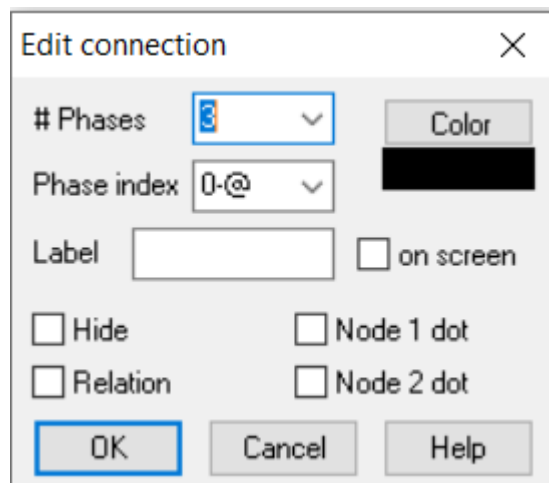 Edit connection
# Phases 3 Color
Phase index 0-@
Label on screen
Hide Node 1 dot
Relation Node 2 dot
OK Cancel Help